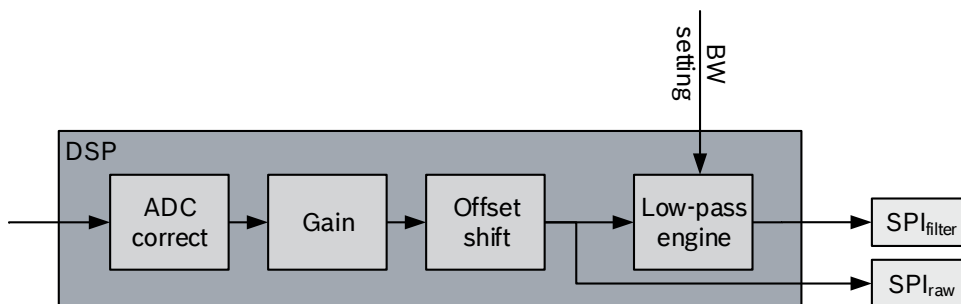 BW
setting
DSP
ADC
correct
Gain
Offset
shift
Low-pass
engine
SPIfilter
SPIraw